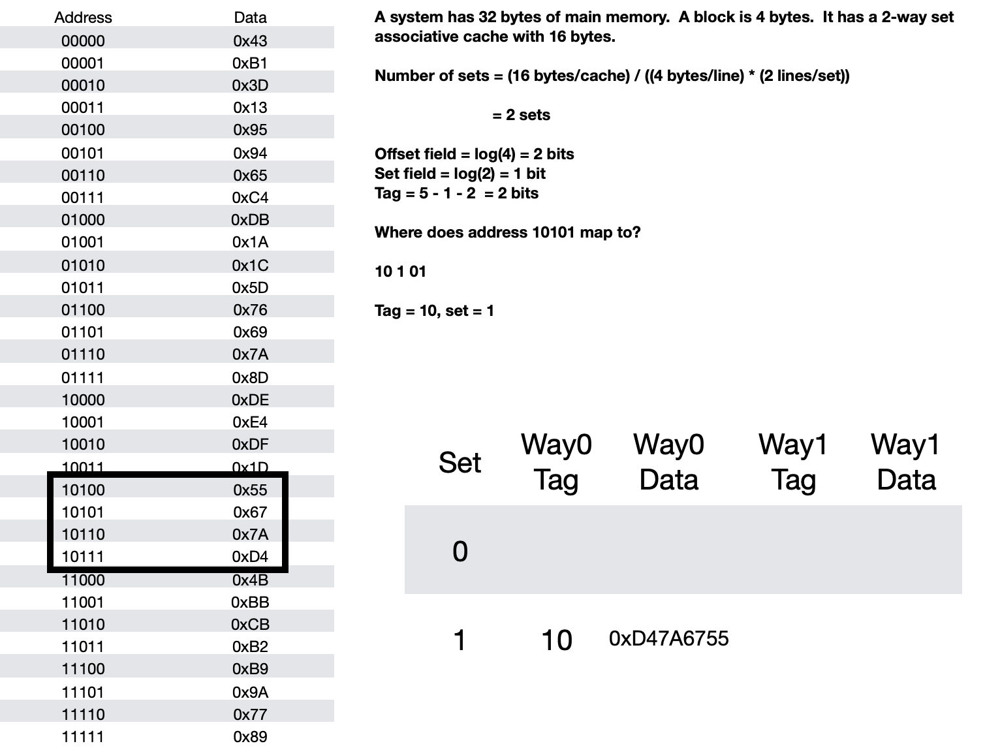 Address Data
00000 0x43
00001 0xB1
00010 0x3D
00011 0x13
00100 0x95
00101 0x94
00110 0x65
00111 0xC4
01000 0xDB
01001 0x1A
01010 0x1C
01011 0x5D
01100 0x76
01101 0x69
01110 0x7A
01111 0x8D
10000 0xDE
10001 0xE4
10010 0xDF
10011 0x1D
10100 0x55
10101 0x67
10110 0x7A
10111 0xD4
11000 0x4B
11001 0xBB
11010 0xCB
11011 0xB2
11100 0xB9
11101 0x9A
11110 0x77
11111 0x89
A system has 32 bytes of main memory.  A block is 4 bytes.  It has a 2-way set
associative cache with 16 bytes.
Number of sets = (16 bytes/cache) / ((4 bytes/line) * (2 lines/set))
= 2 sets
Offset field = log(4) = 2 bits
Set field = log(2) = 1 bit
Tag = 5 - 1 - 2  = 2 bits
Where does address 10101 map to?
10 1 01
Tag = 10, set = 1
Set Way0 Tag Way0 Data Way1 Tag Way1 Data
0
1 10 0xD47A6755